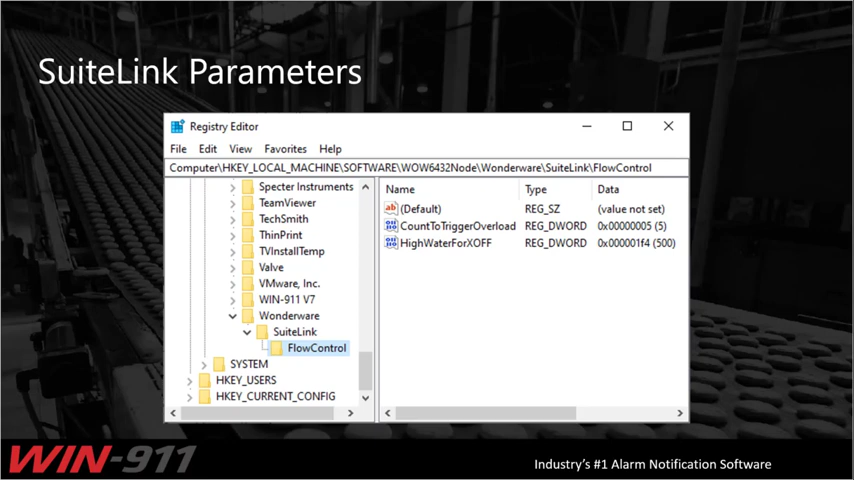 SuiteLink Parameters
Registry Editor
File Edit View Favorites Help
Computer\HKEY_LOCAL_MACHINE\SOFTWARE\WOW6432Node\Wonderware\SuiteLink\FlowControl
Specter Instruments
TeamViewer
TechSmith
ThinPrint
TVInstallTemp
Valve
VMware, Inc.
WIN-911 V7
Wonderware
SuiteLink
FlowControl
SYSTEM
HKEY_USERS
HKEY_CURRENT_CONFIG
Name Type Data
(Default) REG_SZ (value not set)
CountToTriggerOverload REG_DWORD 0x00000005 (5)
HighWaterForXOFF REG_DWORD 0x000001f4 (500)
WIN-911
Industry's #1 Alarm Notification Software